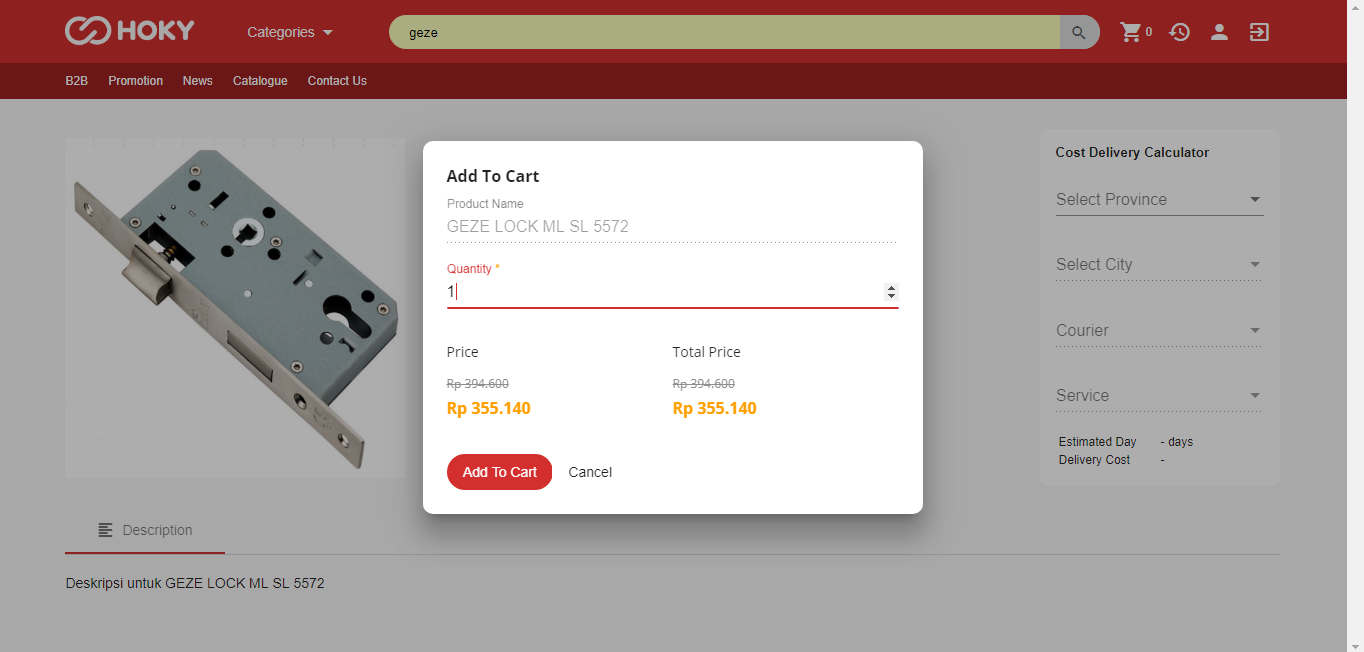 HOKY
Categories
geze
0
B2B Promotion News Catalogue Contact Us
Add To Cart
Product Name
GEZE LOCK ML SL 5572
Quantity *
1
Price Total Price
Rp 394.600 Rp 394.600
Rp 355.140 Rp 355.140
Add To Cart Cancel
Cost Delivery Calculator
Select Province
Select City
Courier
Service
Estimated Day - days
Delivery Cost -
Description
Deskripsi untuk GEZE LOCK ML SL 5572